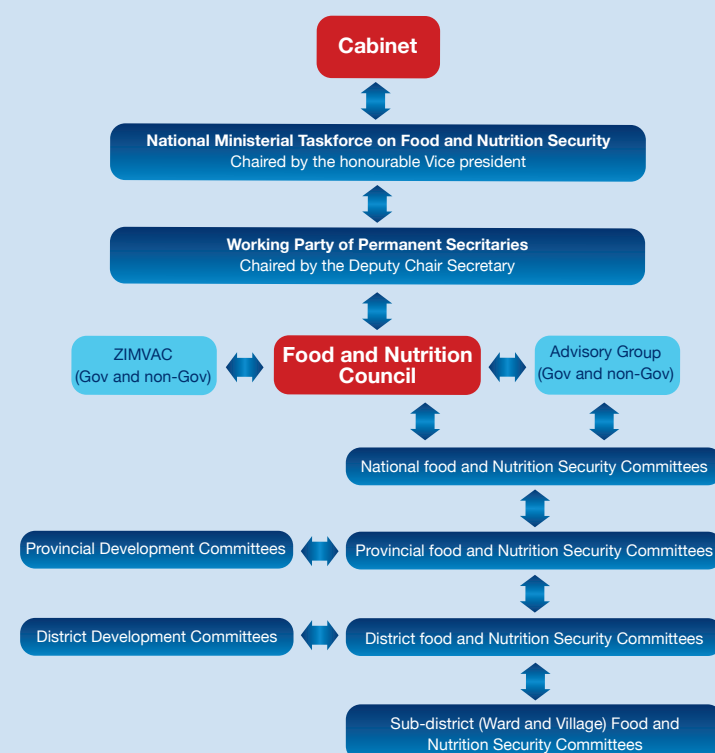 Cabinet
National Ministerial Taskforce on Food and Nutrition Security
Chaired by the honourable Vice president
Working Party of Permanent Secritaries
Chaired by the Deputy Chair Secretary
ZIMVAC
(Gov and non-Gov)
Food and Nutrition
Council
Advisory Group
(Gov and non-Gov)
National food and Nutrition Security Committees
Provincial Development Committees
Provincial food and Nutrition Security Committees
District Development Committees
District food and Nutrition Security Committees
Sub-district (Ward and Village) Food and
Nutrition Security Committees